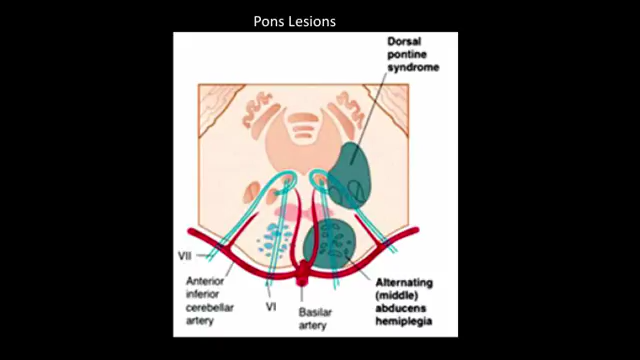 Pons Lesions
Dorsal
pontine
syndrome
VII
Anterior
inferior
cerebellar
artery
VI
Basilar
artery
Alternating
(middle)
abducens
hemiplegia